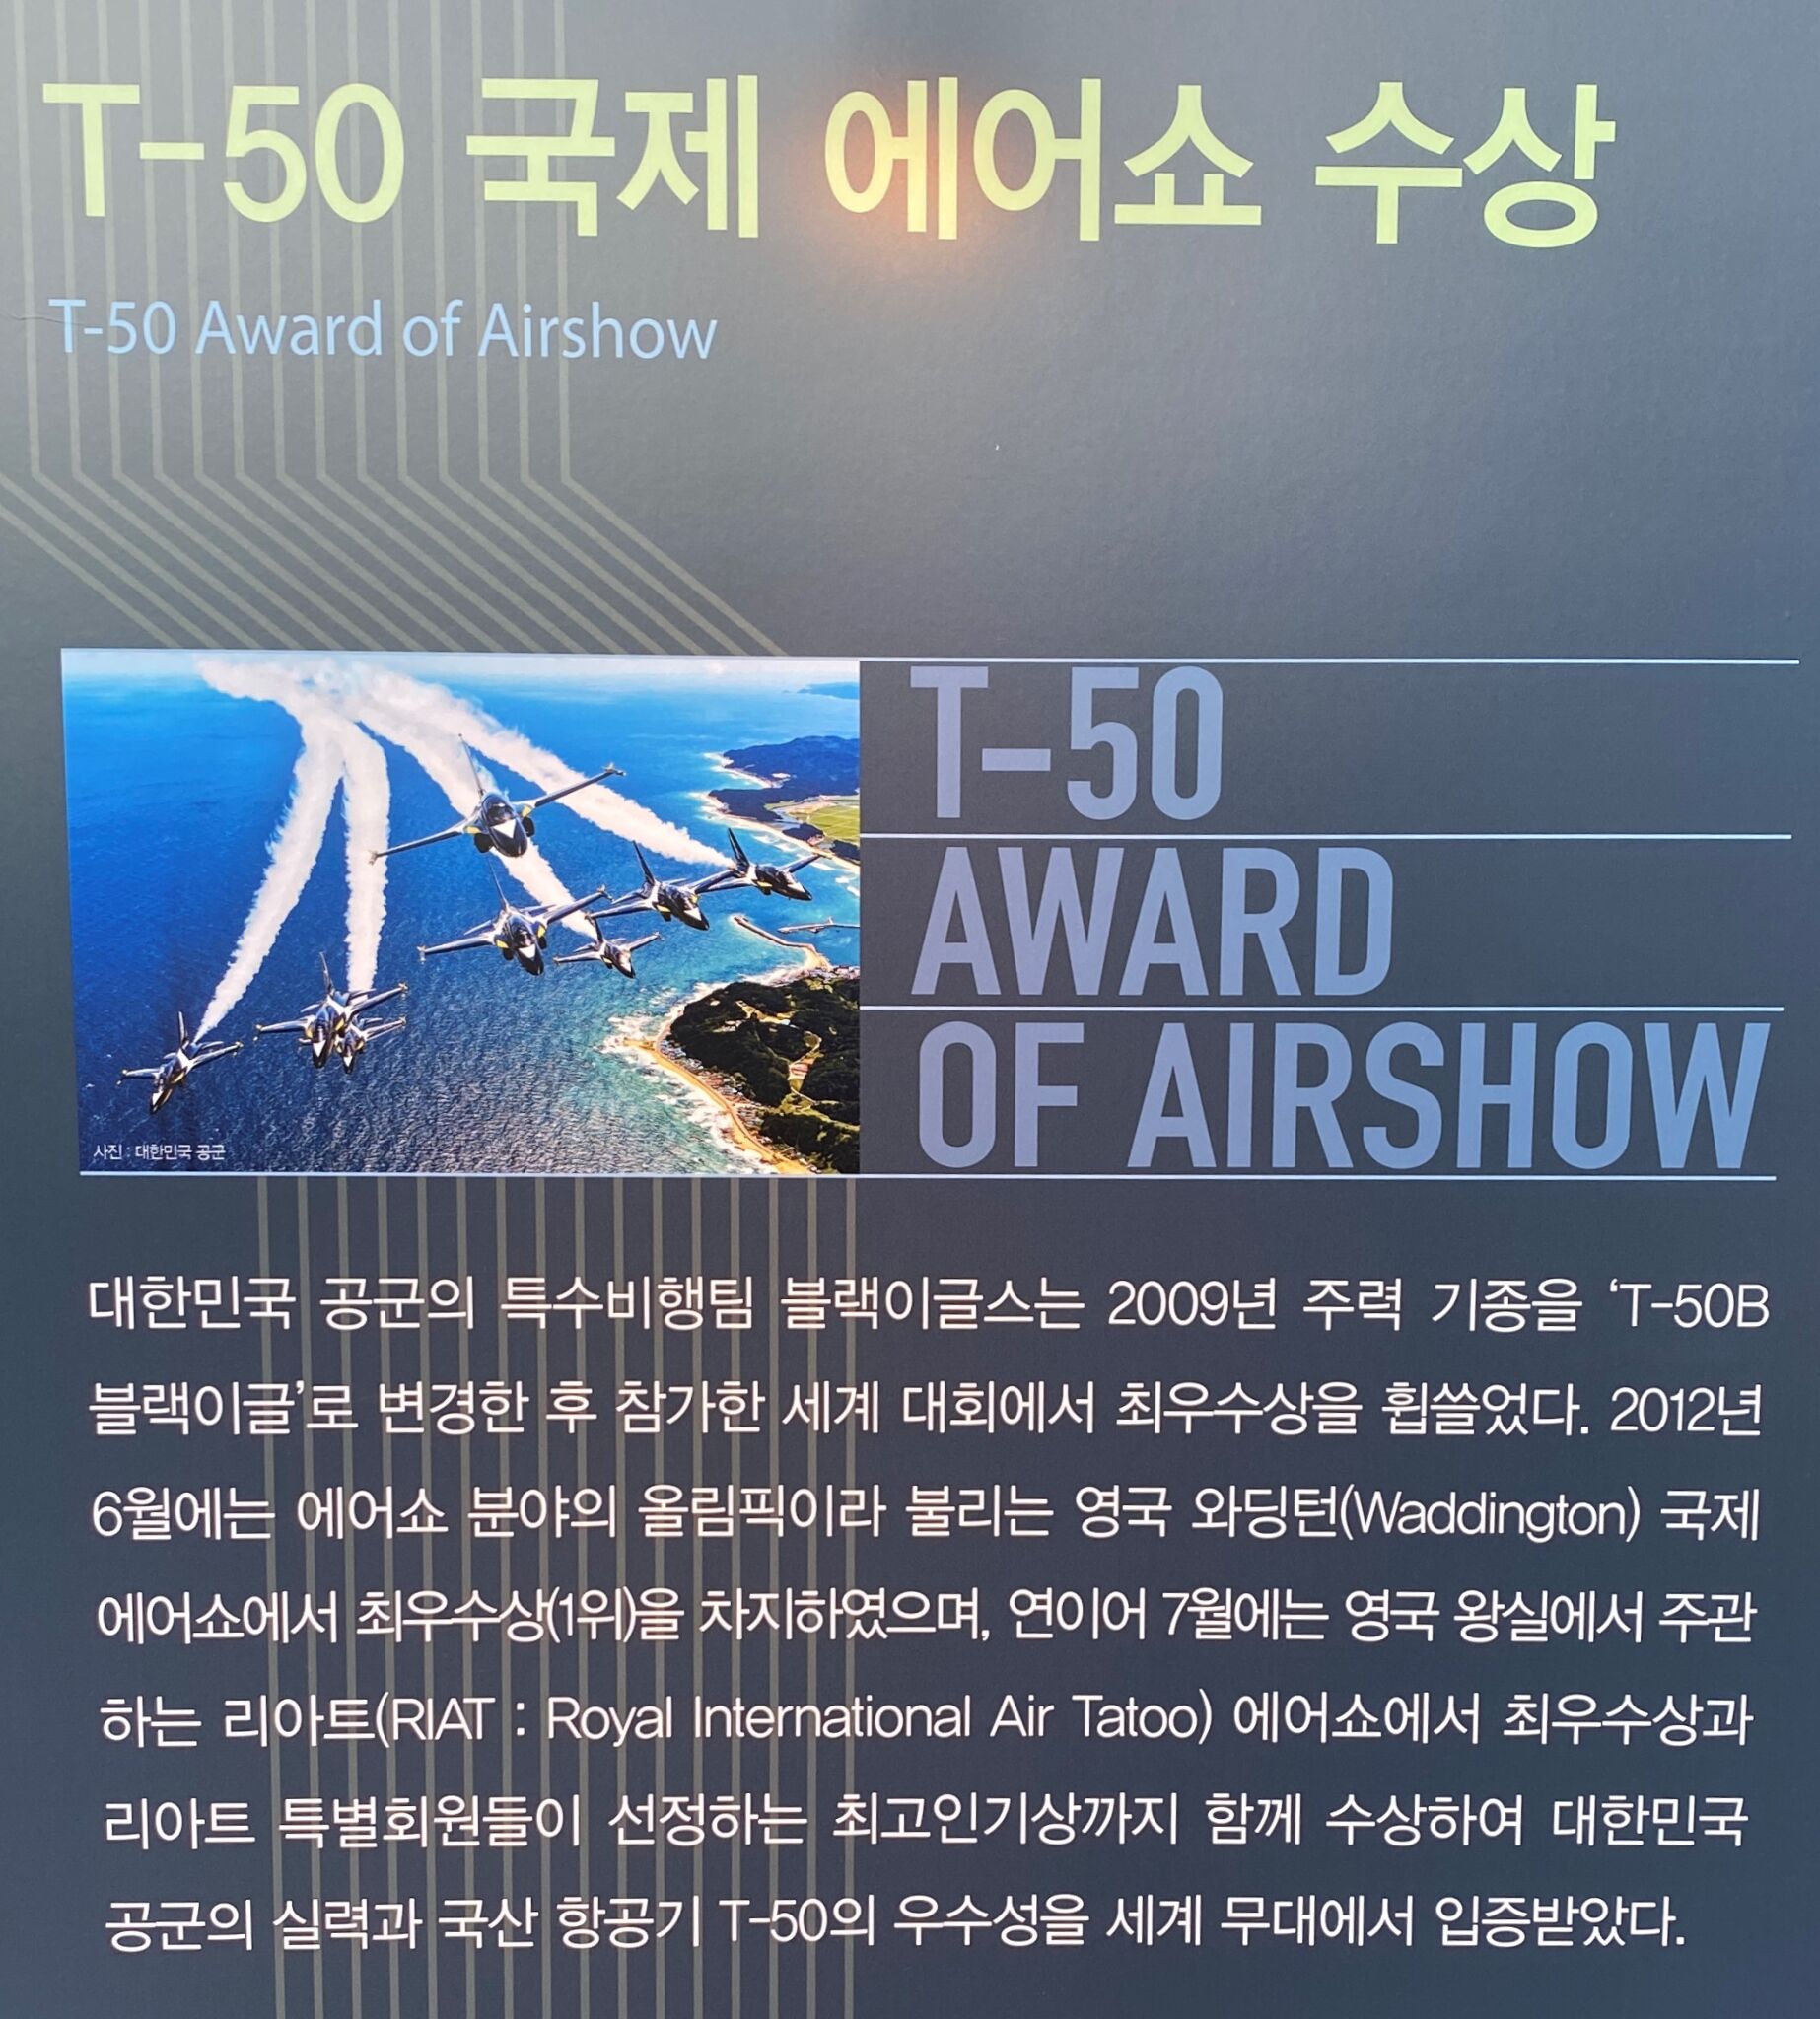 T-50 국제 에어쇼 수상
T-50 Award of Airshow
T-50
AWARD
OF AIRSHOW
사진 : 대한민국 공군
대한민국 공군의 특수비행팀 블랙이글스는 2009년 주력 기종을 ‘T-50B
블랙이글’로 변경한 후 참가한 세계 대회에서 최우수상을 휩쓸었다. 2012년
6월에는 에어쇼 분야의 올림픽이라 불리는 영국 와딩턴(Waddington) 국제
에어쇼에서 최우수상(1위)을 차지하였으며, 연이어 7월에는 영국 왕실에서 주관
하는 리아트(RIAT : Royal International Air Tatoo) 에어쇼에서 최우수상과
리아트 특별회원들이 선정하는 최고인기상까지 함께 수상하여 대한민국
공군의 실력과 국산 항공기 T-50의 우수성을 세계 무대에서 입증받았다.